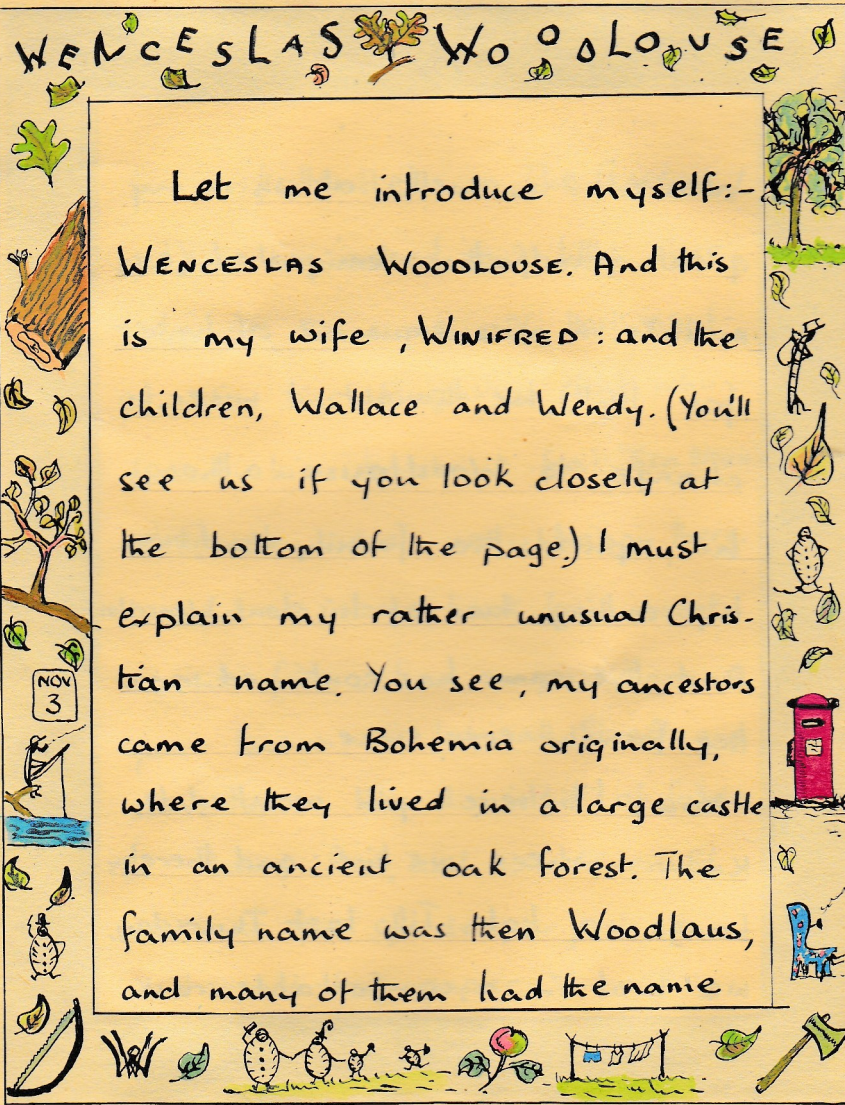 WENCESLAS WOODLOUSE
Let me introduce myself:-
WENCESLAS WOODLOUSE. And this
is my wife, WINIFRED: and the
children, Wallace and Wendy. (You'll
see us if you look closely at
the bottom of the page.) I must
explain my rather unusual Chris-
tian name. You see, my ancestors
came from Bohemia originally,
where they lived in a large castle
in an ancient oak forest. The
family name was then Woodlaus,
and many of them had the name
NOV
3